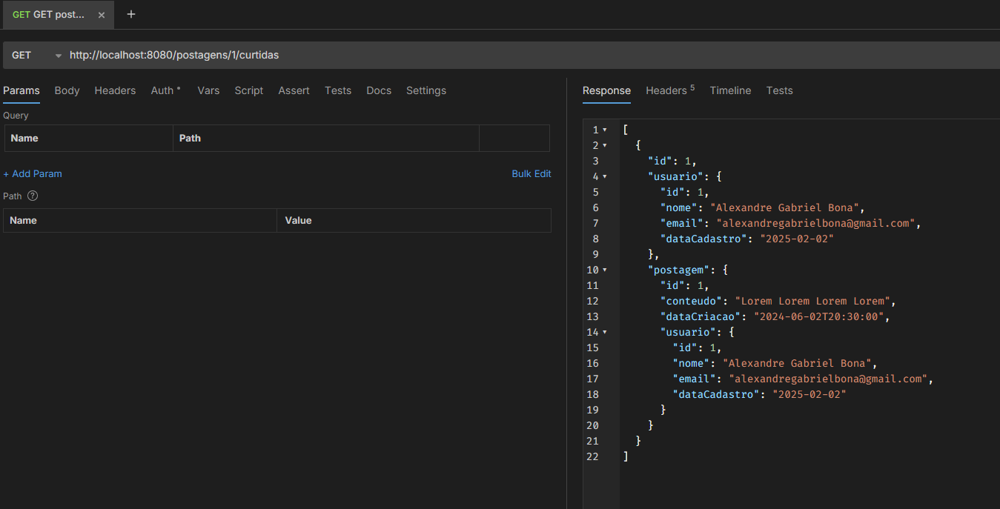 GET GET post... × +
GET http://localhost:8080/postagens/1/curtidas
Params Body Headers Auth Vars Script Assert Tests Docs Settings
Query
Name Path
+ Add Param Bulk Edit
Path ?
Name Value
Response Headers 5 Timeline Tests
1 [
2 {
3 "id": 1,
4 "usuario": {
5 "id": 1,
6 "nome": "Alexandre Gabriel Bona",
7 "email": "alexandregabrielbona@gmail.com",
8 "dataCadastro": "2025-02-02"
9 },
10 "postagem": {
11 "id": 1,
12 "conteudo": "Lorem Lorem Lorem Lorem",
13 "dataCriacao": "2024-06-02T20:30:00",
14 "usuario": {
15 "id": 1,
16 "nome": "Alexandre Gabriel Bona",
17 "email": "alexandregabrielbona@gmail.com",
18 "dataCadastro": "2025-02-02"
19 }
20 }
21 }
22 ]